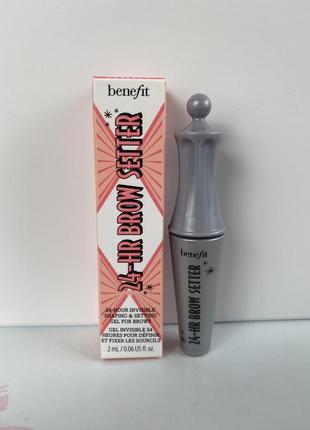 benefit
24-HR BROW SETTER
24-HOUR INVISIBLE
SHAPING & SETTING
GEL FOR BROWS
GEL INVISIBLE 24
HEURES POUR DÉFINIR
ET FIXER LES SOURCILS
2 mL / 0.06 US fl. oz.
benefit
24-HR BROW SETTER